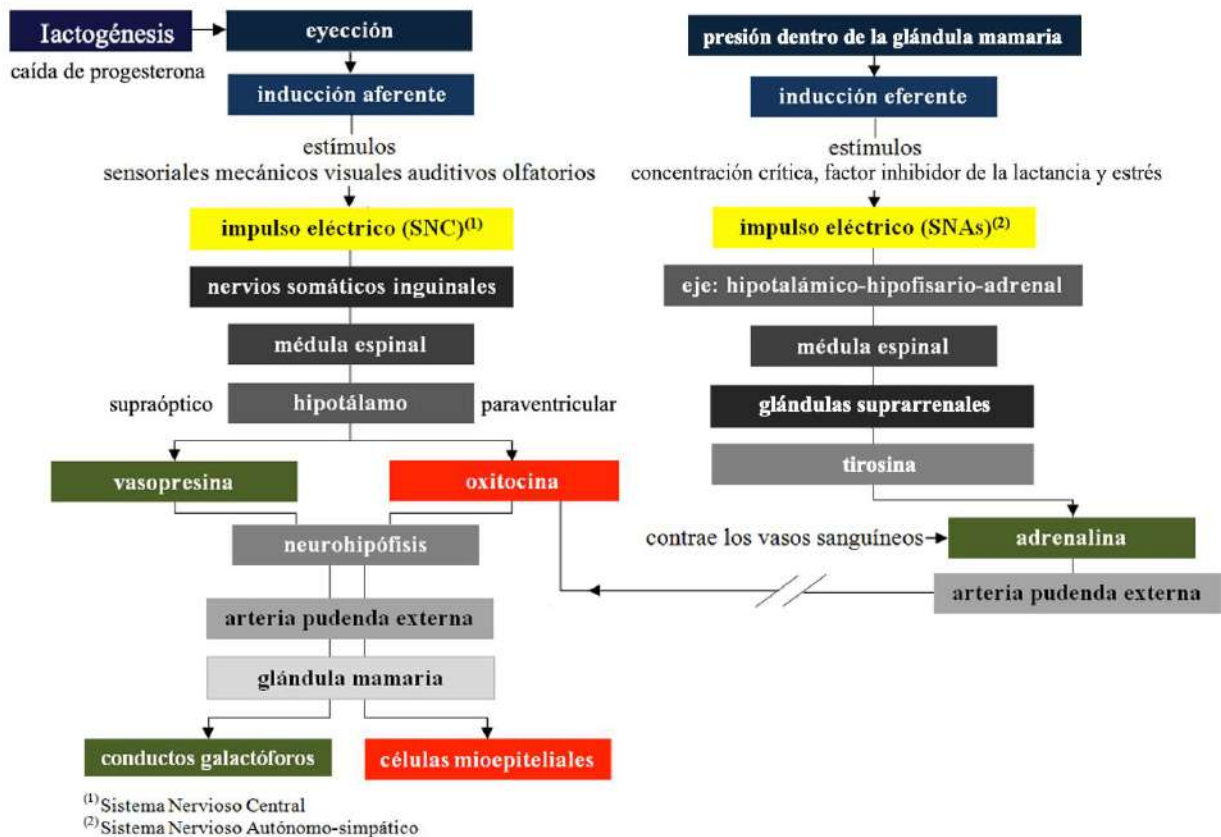 lactogénesis
caída de progesterona
eyección
inducción aferente
estímulos
sensoriales mecánicos visuales auditivos olfatorios
impulso eléctrico (SNC)(1)
nervios somáticos inguinales
médula espinal
supraóptico
hipotálamo
paraventricular
vasopresina
oxitocina
neurohipófisis
arteria pudenda externa
glándula mamaria
conductos galactóforos
células mioepiteliales
presión dentro de la glándula mamaria
inducción eferente
estímulos
concentración crítica, factor inhibidor de la lactancia y estrés
impulso eléctrico (SNAs)(2)
eje: hipotalámico-hipofisario-adrenal
médula espinal
glándulas suprarrenales
tirosina
contrae los vasos sanguíneos
adrenalina
arteria pudenda externa
(1) Sistema Nervioso Central
(2) Sistema Nervioso Autónomo-simpático